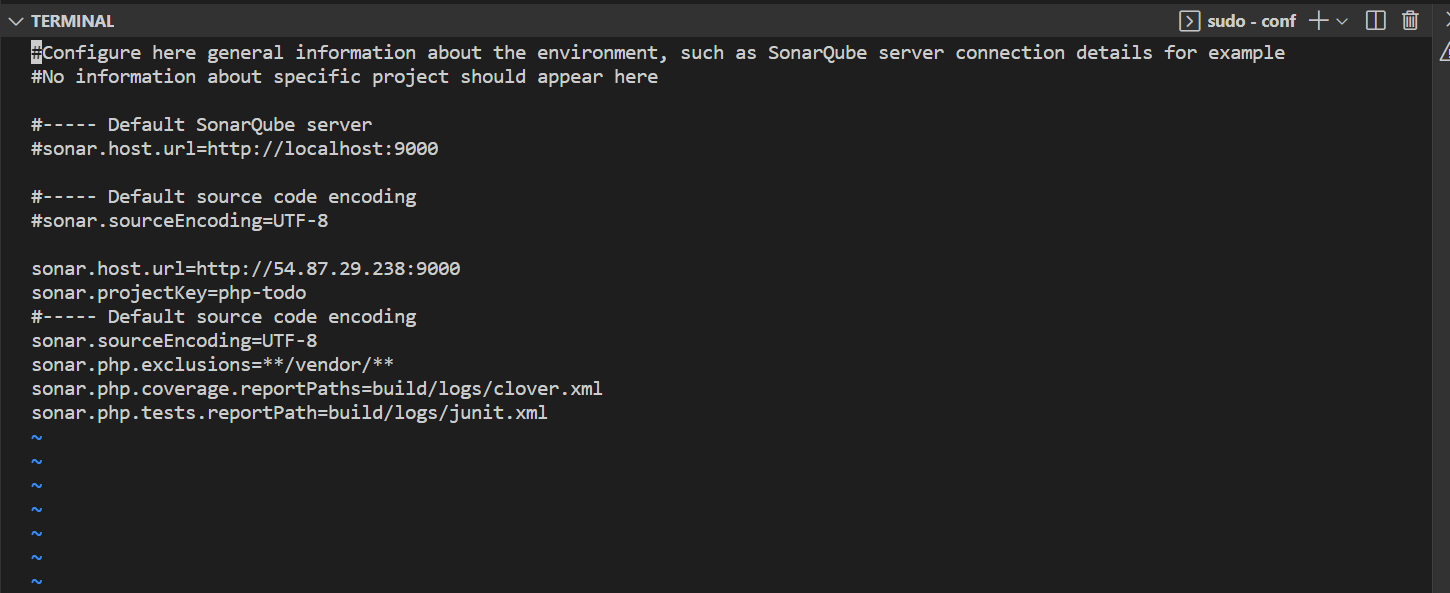 TERMINAL
sudo - conf
#Configure here general information about the environment, such as SonarQube server connection details for example
#No information about specific project should appear here
#----- Default SonarQube server
#sonar.host.url=http://localhost:9000
#----- Default source code encoding
#sonar.sourceEncoding=UTF-8
sonar.host.url=http://54.87.29.238:9000
sonar.projectKey=php-todo
#----- Default source code encoding
sonar.sourceEncoding=UTF-8
sonar.php.exclusions=**/vendor/**
sonar.php.coverage.reportPaths=build/logs/clover.xml
sonar.php.tests.reportPath=build/logs/junit.xml
~
~
~
~
~
~
~